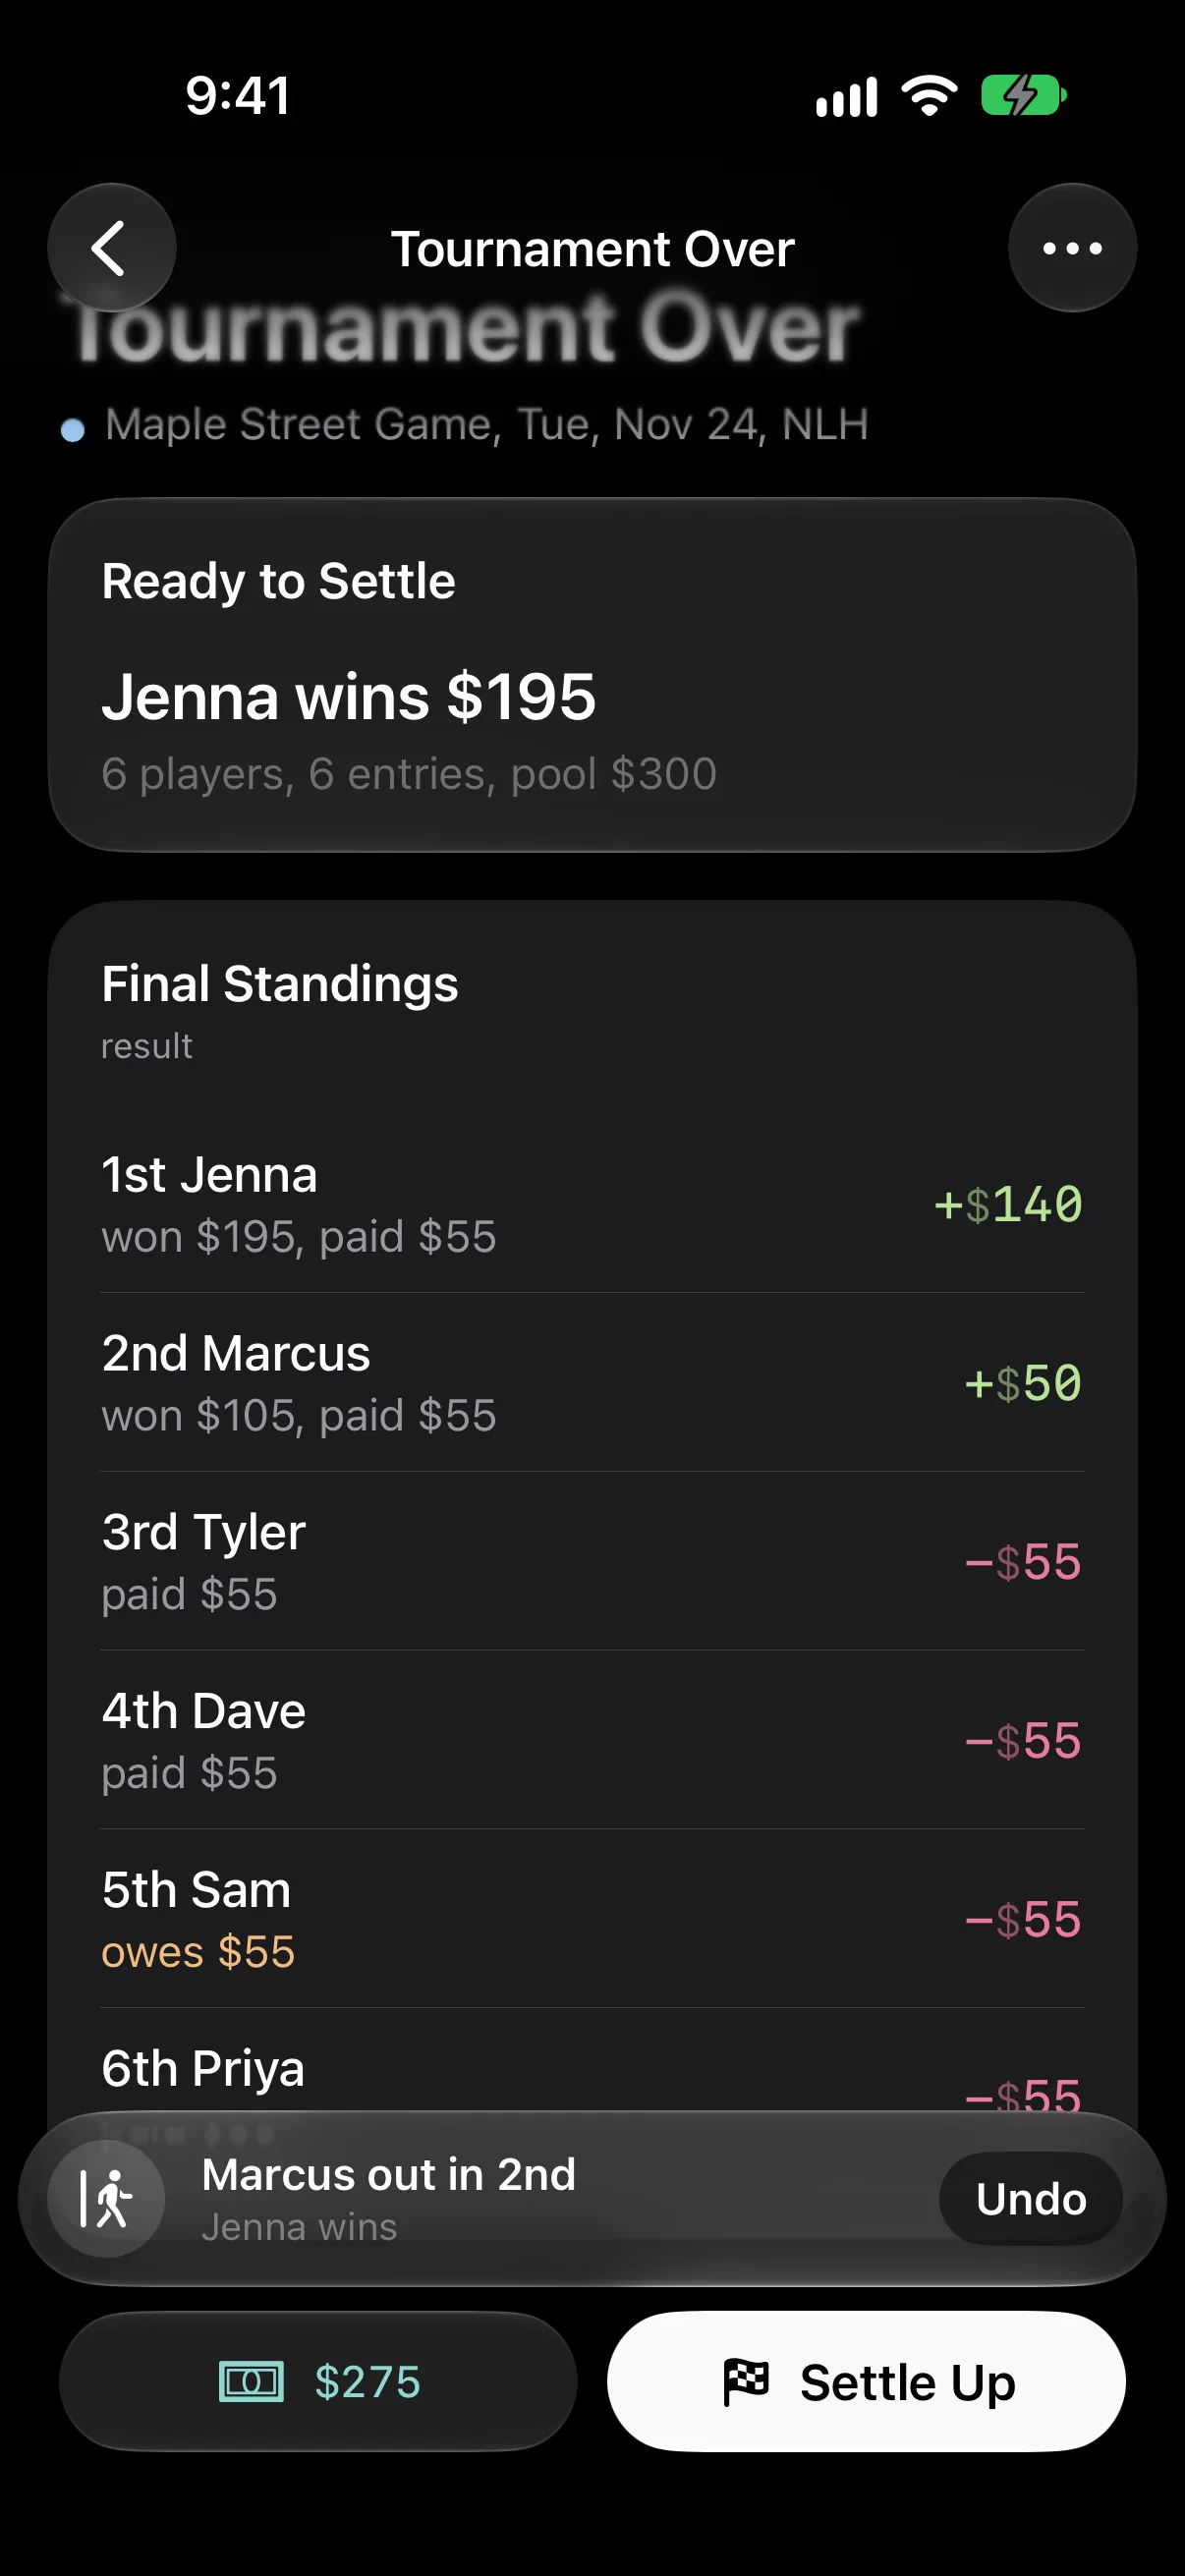 9:41
Tournament Over
Tournament Over
Maple Street Game, Tue, Nov 24, NLH
Ready to Settle
Jenna wins $195
6 players, 6 entries, pool $300
Final Standings
result
1st Jenna
+$140
won $195, paid $55
2nd Marcus
+$50
won $105, paid $55
3rd Tyler
−$55
paid $55
4th Dave
−$55
paid $55
5th Sam
−$55
owes $55
6th Priya
−$55
Marcus out in 2nd
Jenna wins
Undo
$275
Settle Up